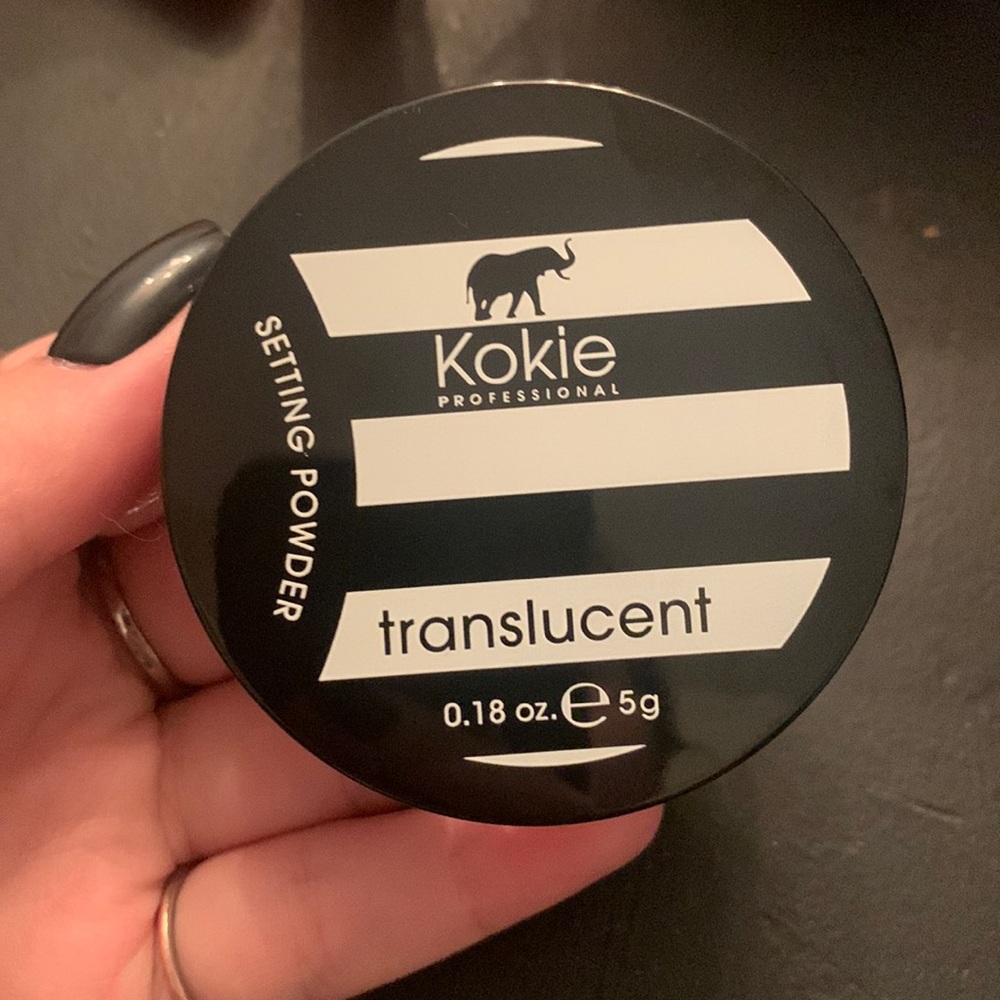 Kokie
PROFESSIONAL
SETTING POWDER
translucent
0.18 oz. ℮ 5g